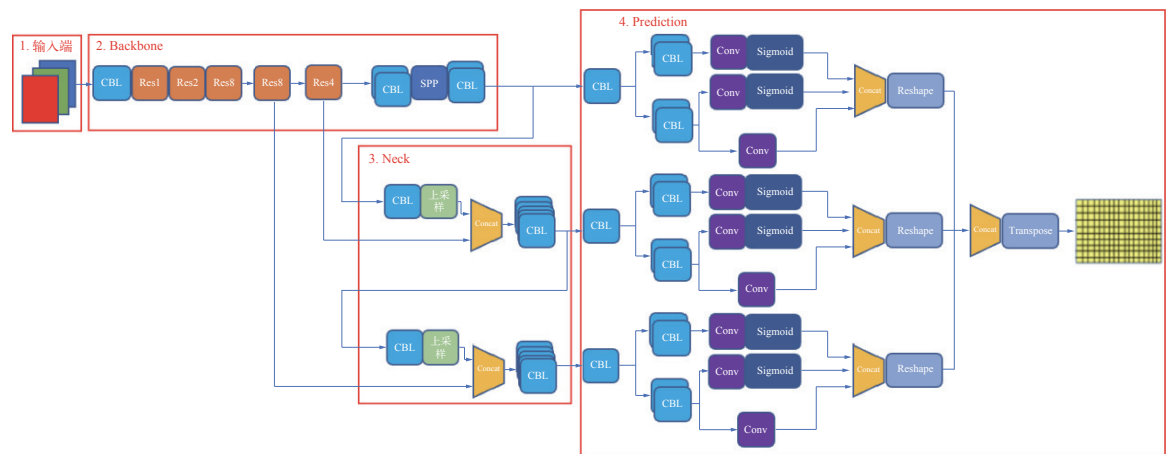 1. 输入端
2. Backbone
CBL
Res1
Res2
Res8
Res8
Res4
CBL
SPP
CBL
3. Neck
CBL
上采
样
Concat
CBL
CBL
上采
样
Concat
CBL
4. Prediction
CBL
CBL
Conv
Sigmoid
Conv
Sigmoid
CBL
Conv
Concat
Reshape
CBL
CBL
Conv
Sigmoid
Conv
Sigmoid
CBL
Conv
Concat
Reshape
Concat
Transpose
CBL
CBL
Conv
Sigmoid
Conv
Sigmoid
CBL
Conv
Concat
Reshape